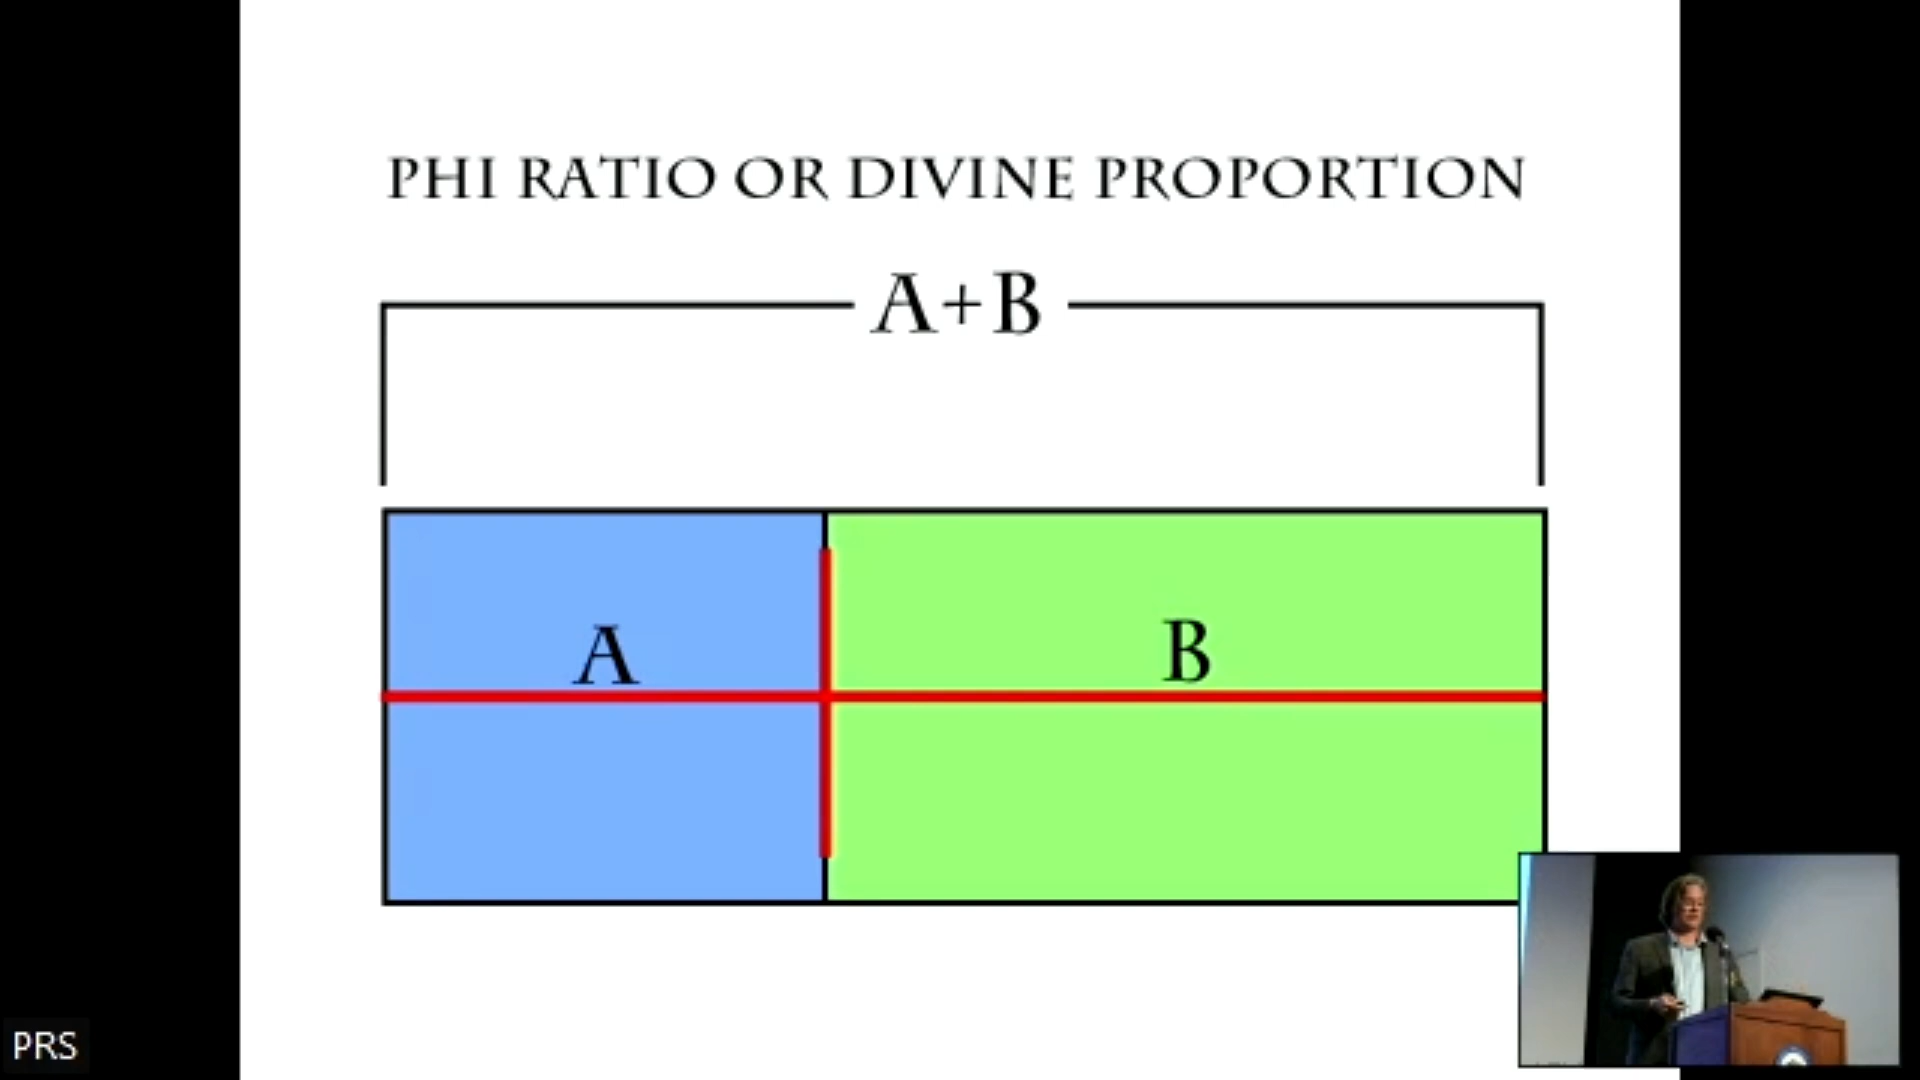 PHI RATIO OR DIVINE PROPORTION
A+B
A
B
PRS